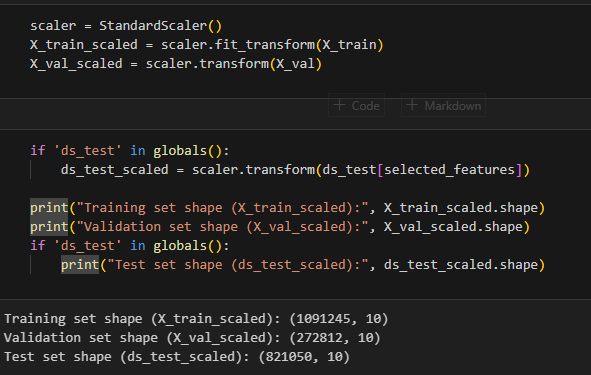 scaler = StandardScaler()
X_train_scaled = scaler.fit_transform(X_train)
X_val_scaled = scaler.transform(X_val)
+ Code + Markdown
if 'ds_test' in globals():
    ds_test_scaled = scaler.transform(ds_test[selected_features])
print("Training set shape (X_train_scaled):", X_train_scaled.shape)
print("Validation set shape (X_val_scaled):", X_val_scaled.shape)
if 'ds_test' in globals():
    print("Test set shape (ds_test_scaled):", ds_test_scaled.shape)
Training set shape (X_train_scaled): (1091245, 10)
Validation set shape (X_val_scaled): (272812, 10)
Test set shape (ds_test_scaled): (821050, 10)